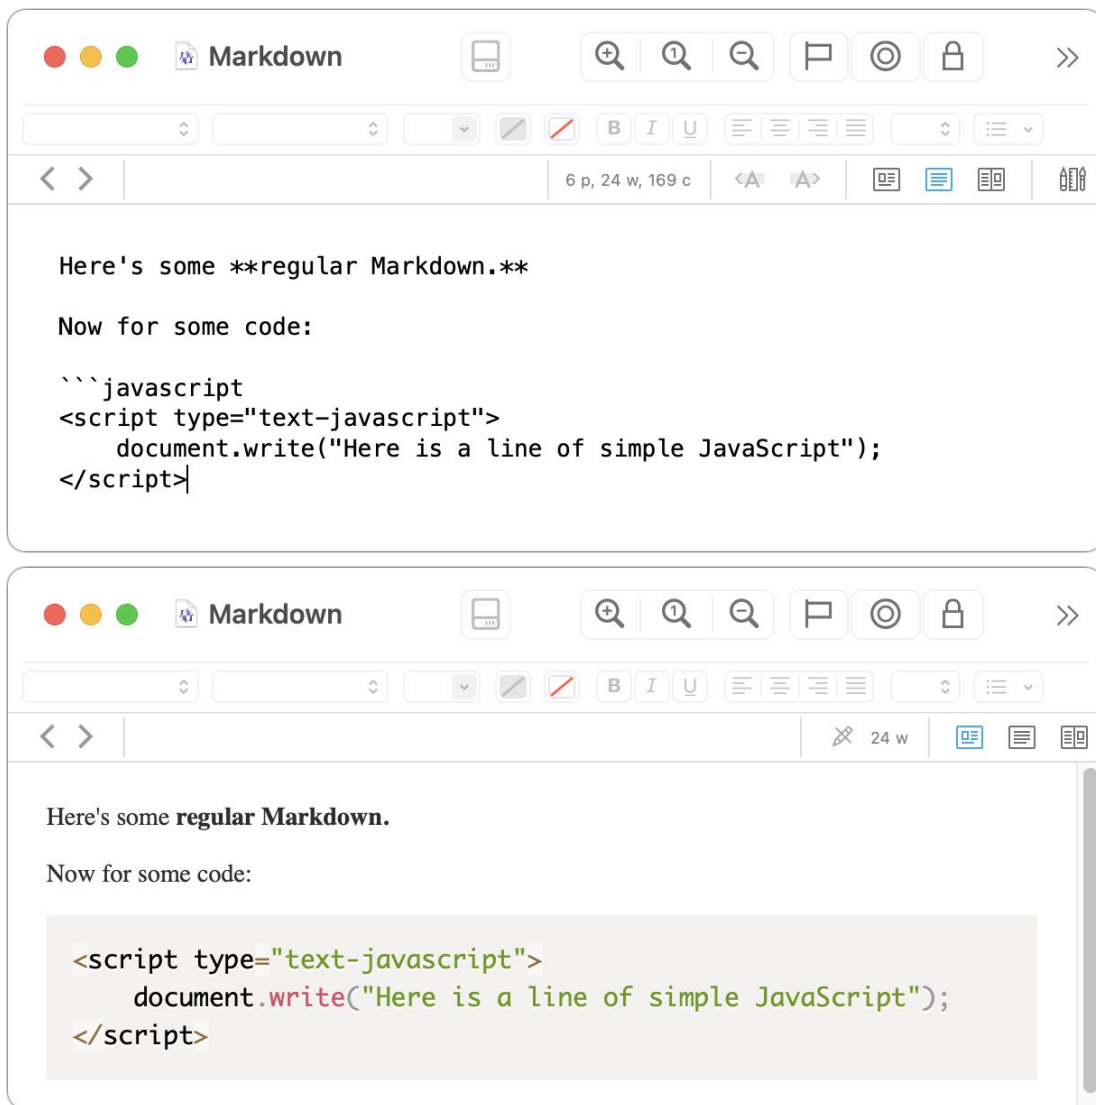 Markdown
B I U
6 p, 24 w, 169 c
<A A>
Here's some **regular Markdown.**
Now for some code:
```javascript
<script type="text-javascript">
    document.write("Here is a line of simple JavaScript");
</script>
Markdown
B I U
24 w
Here's some regular Markdown.
Now for some code:
<script type="text-javascript">
    document.write("Here is a line of simple JavaScript");
</script>